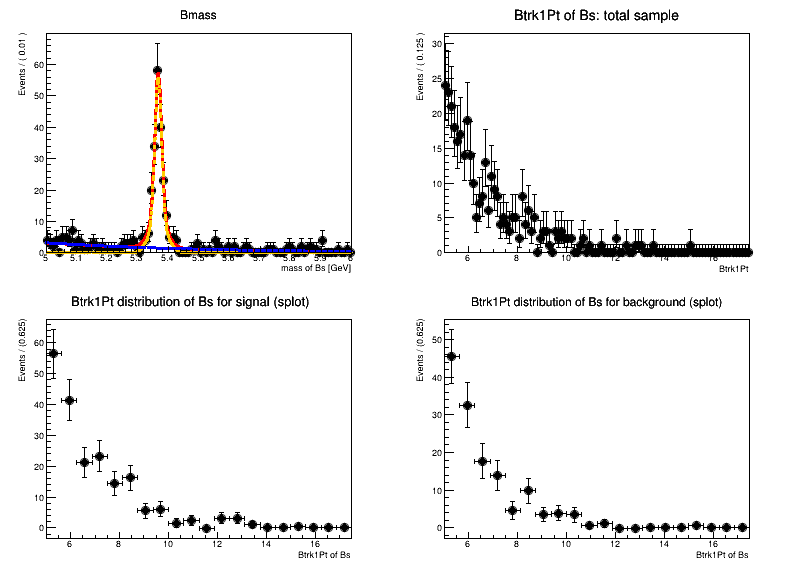 Bmass
Events / ( 0.01 )
60
50
40
30
20
10
0
5 5.1 5.2 5.3 5.4 5.5 5.6 5.7 5.8 5.9 6
mass of Bs [GeV]
Btrk1Pt of Bs: total sample
Events / ( 0.125 )
30
25
20
15
10
5
0
6 8 10 12 14 16
Btrk1Pt
Btrk1Pt distribution of Bs for signal (splot)
Events / (0.625)
60
50
40
30
20
10
0
6 8 10 12 14 16
Btrk1Pt of Bs
Btrk1Pt distribution of Bs for background (splot)
Events / (0.625)
50
40
30
20
10
0
6 8 10 12 14 16
Btrk1Pt of Bs